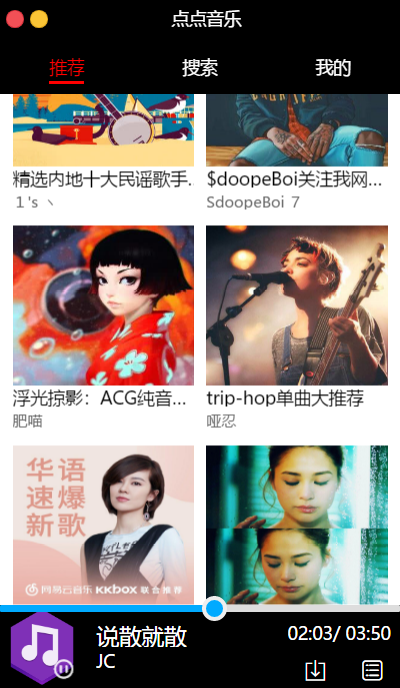 点点音乐
推荐 搜索 我的
精选内地十大民谣歌手...
$doopeBoi关注我网...
1's ヽ
SdoopeBoi 7
浮光掠影：ACG纯音...
trip-hop单曲大推荐
肥喵
哑忍
华语
速爆
新歌
网易云音乐 KKBOX 联合推荐
说散就散
02:03/ 03:50
JC